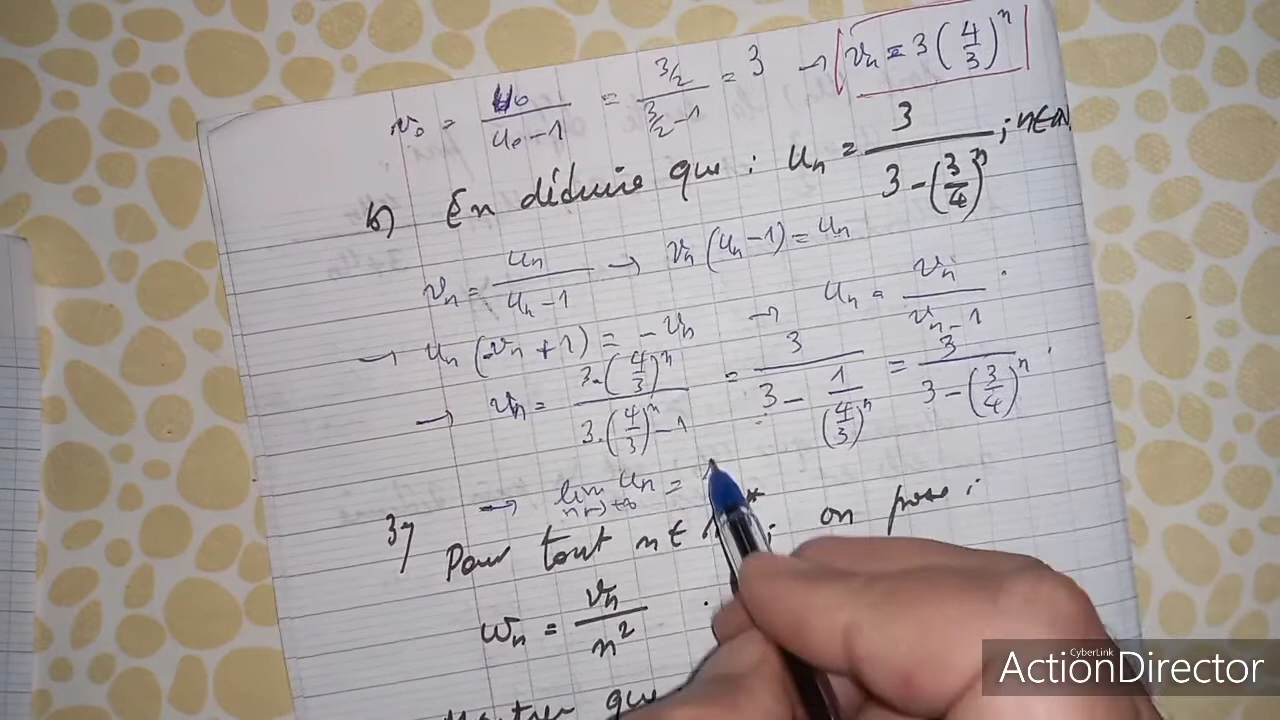 v₀ = u₀/(u₀-1) = (3/2)/(3/2-1) = 3 → vₙ = 3(4/3)ⁿ
b) En déduire que : uₙ = 3/(3-(3/4)ⁿ) ; n∈ℕ
vₙ = uₙ/(uₙ-1) → vₙ(uₙ-1) = uₙ
→ uₙ(-vₙ+1) = -vₙ → uₙ = vₙ/(vₙ-1) .
→ vₙ = 3.(4/3)ⁿ/(3.(4/3)ⁿ-1) = 3/(3-1/(4/3)ⁿ) = 3/(3-(3/4)ⁿ) .
→ lim n→+∞ uₙ =
3) Pour tout n∈ * ; on pose :
wₙ = vₙ/n² .
Montrer que
CyberLink
ActionDirector